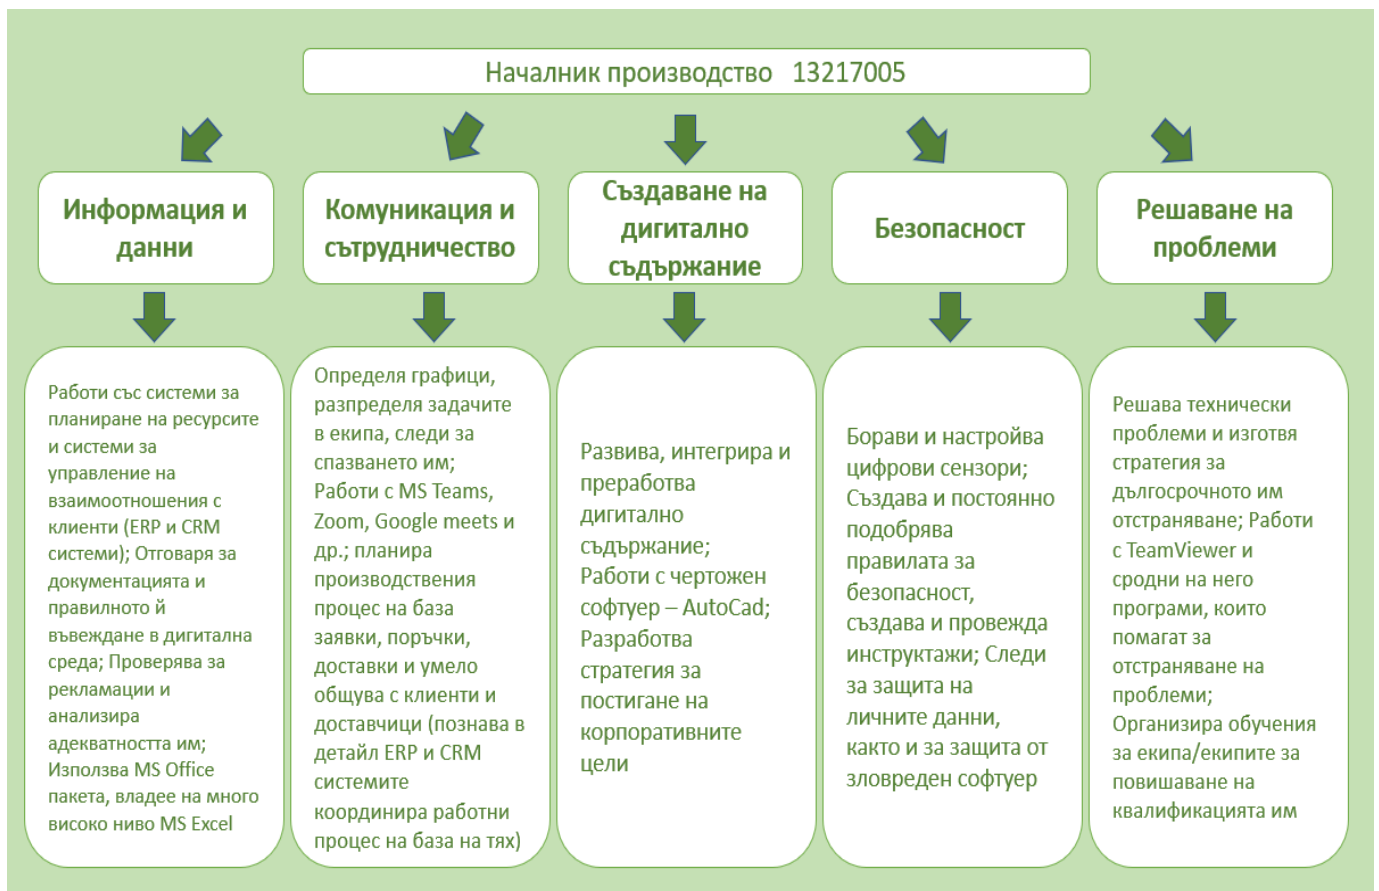 Началник производство 13217005
Информация и
данни
Комуникация и
сътрудничество
Създаване на
дигитално
съдържание
Безопасност
Решаване на
проблеми
Работи със системи за
планиране на ресурсите
и системи за
управление на
взаимоотношения с
клиенти (ERP и CRM
системи); Отговаря за
документацията и
правилното й
въвеждане в дигитална
среда; Проверява за
рекламации и
анализира
адекватността им;
Използва MS Office
пакета, владее на много
високо ниво MS Excel
Определя графици,
разпределя задачите
в екипа, следи за
спазването им;
Работи с MS Teams,
Zoom, Google meets и
др.; планира
производствения
процес на база
заявки, поръчки,
доставки и умело
общува с клиенти и
доставчици (познава в
детайл ERP и CRM
системите
координира работни
процес на база на тях)
Развива, интегрира и
преработва
дигитално
съдържание;
Работи с чертожен
софтуер – AutoCad;
Разработва
стратегия за
постигане на
корпоративните
цели
Борави и настройва
цифрови сензори;
Създава и постоянно
подобрява
правилата за
безопасност,
създава и провежда
инструктажи; Следи
за защита на
личните данни,
както и за защита от
зловреден софтуер
Решава технически
проблеми и изготвя
стратегия за
дългосрочното им
отстраняване; Работи
с TeamViewer и
сродни на него
програми, които
помагат за
отстраняване на
проблеми;
Организира обучения
за екипа/екипите за
повишаване на
квалификацията им